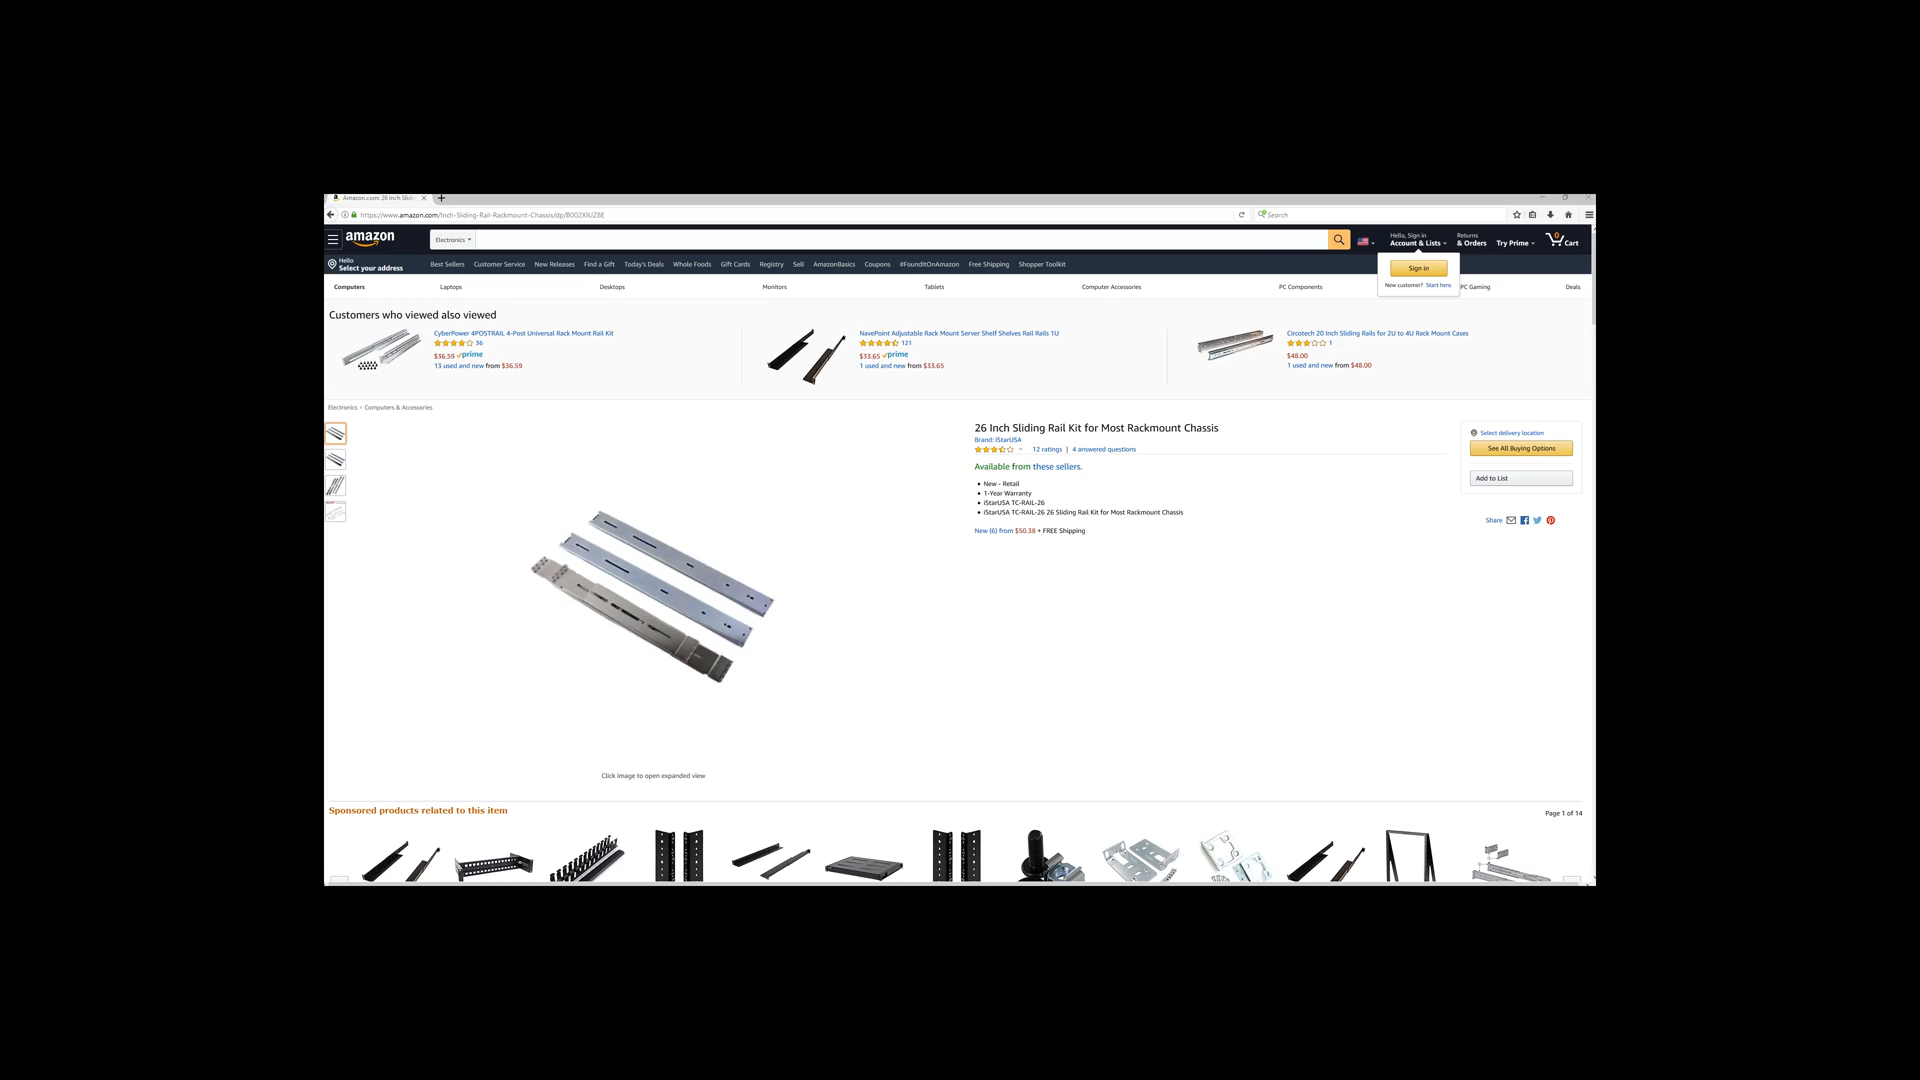 Amazon.com: 26 Inch Slidi
https://www.amazon.com/Inch-Sliding-Rail-Rackmount-Chassis/dp/B002XIUZ8E
Search
amazon
Electronics
Hello, Sign in
Account & Lists
Returns
& Orders
Try Prime
0
Cart
Hello
Select your address
Best Sellers Customer Service New Releases Find a Gift Today's Deals Whole Foods Gift Cards Registry Sell AmazonBasics Coupons #FoundItOnAmazon Free Shipping Shopper Toolkit
Sign in
New customer? Start here.
Computers Laptops Desktops Monitors Tablets Computer Accessories PC Components PC Gaming Deals
Customers who viewed also viewed
CyberPower 4POSTRAIL 4-Post Universal Rack Mount Rail Kit
36
$36.59 prime
13 used and new from $36.59
NavePoint Adjustable Rack Mount Server Shelf Shelves Rail Rails 1U
121
$33.65 prime
1 used and new from $33.65
Circotech 20 Inch Sliding Rails for 2U to 4U Rack Mount Cases
1
$48.00
1 used and new from $48.00
Electronics › Computers & Accessories
26 Inch Sliding Rail Kit for Most Rackmount Chassis
Brand: iStarUSA
12 ratings | 4 answered questions
Available from these sellers.
• New - Retail
• 1-Year Warranty
• iStarUSA TC-RAIL-26
• iStarUSA TC-RAIL-26 26 Sliding Rail Kit for Most Rackmount Chassis
New (6) from $50.38 + FREE Shipping
Select delivery location
See All Buying Options
Add to List
Share
Click image to open expanded view
Sponsored products related to this item
Page 1 of 14